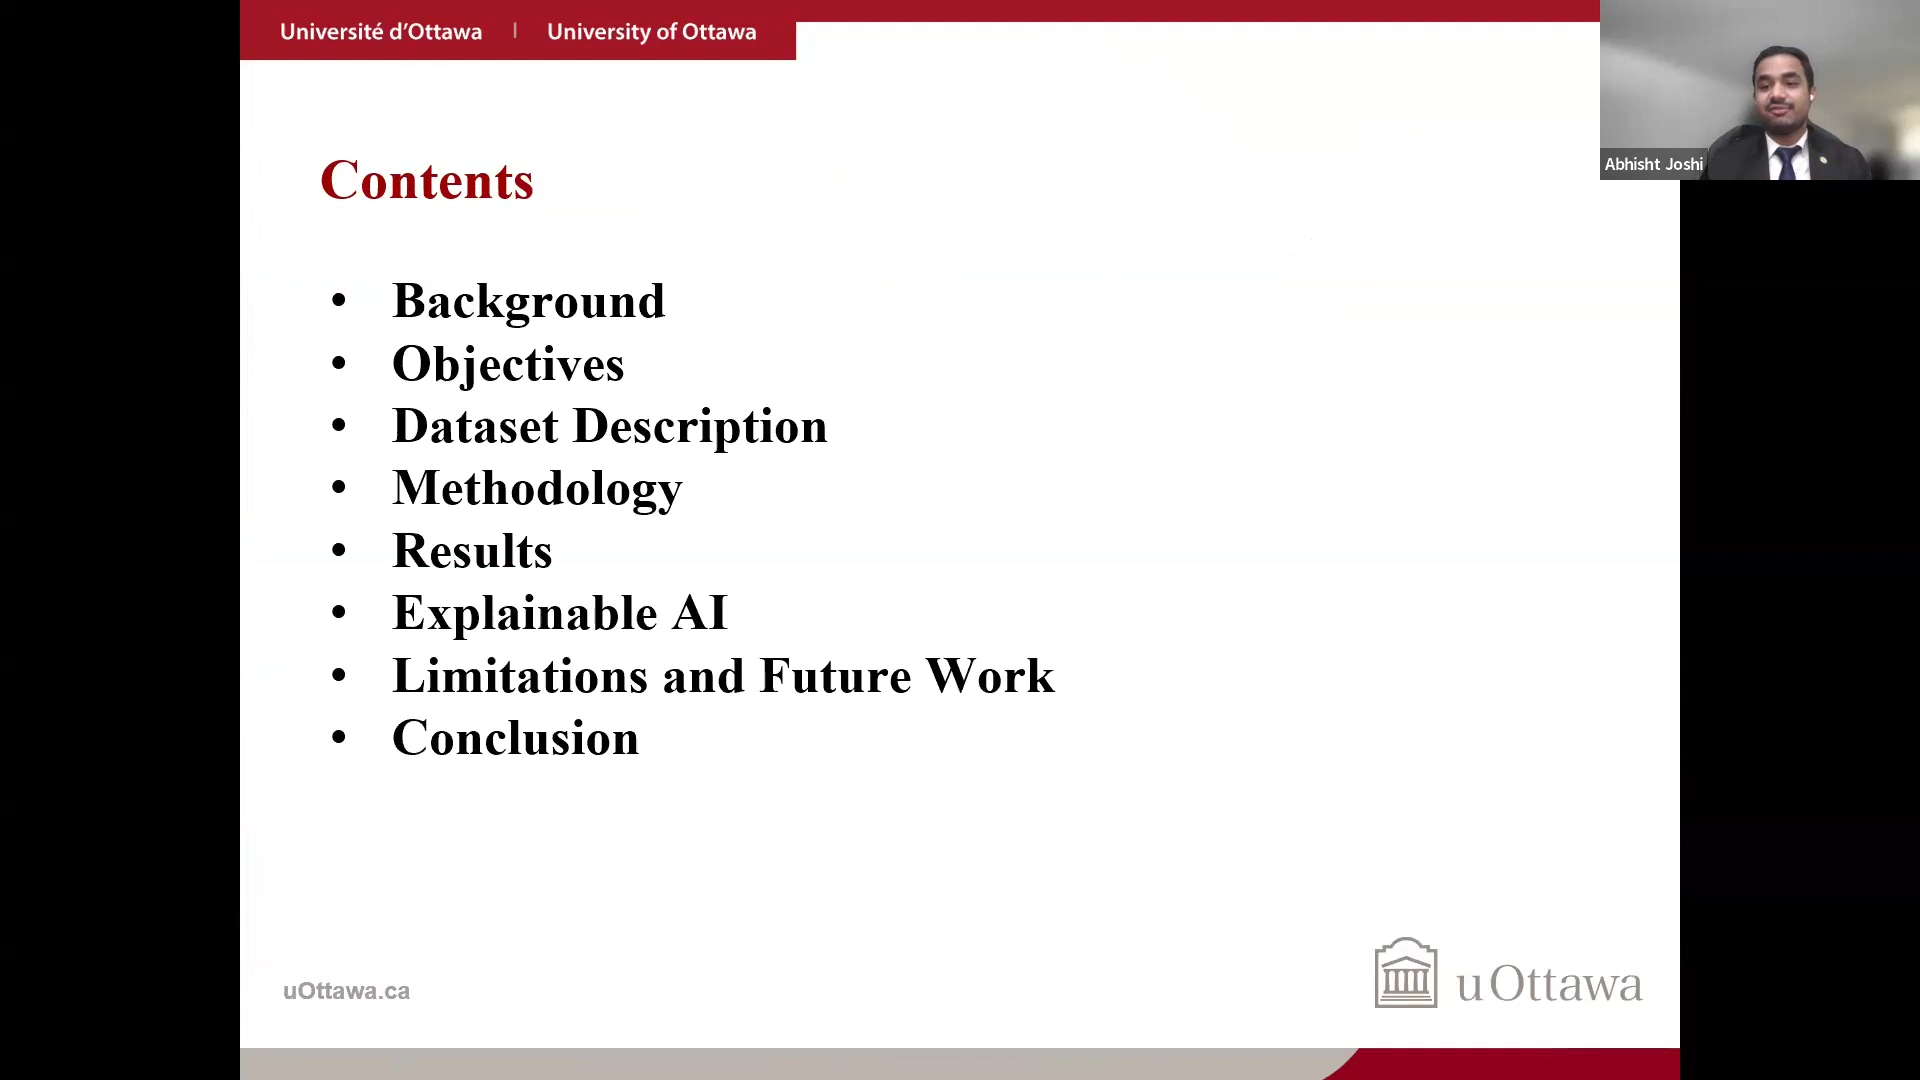 Université d'Ottawa | University of Ottawa
Abhisht Joshi
Contents
• Background
• Objectives
• Dataset Description
• Methodology
• Results
• Explainable AI
• Limitations and Future Work
• Conclusion
uOttawa.ca
uOttawa